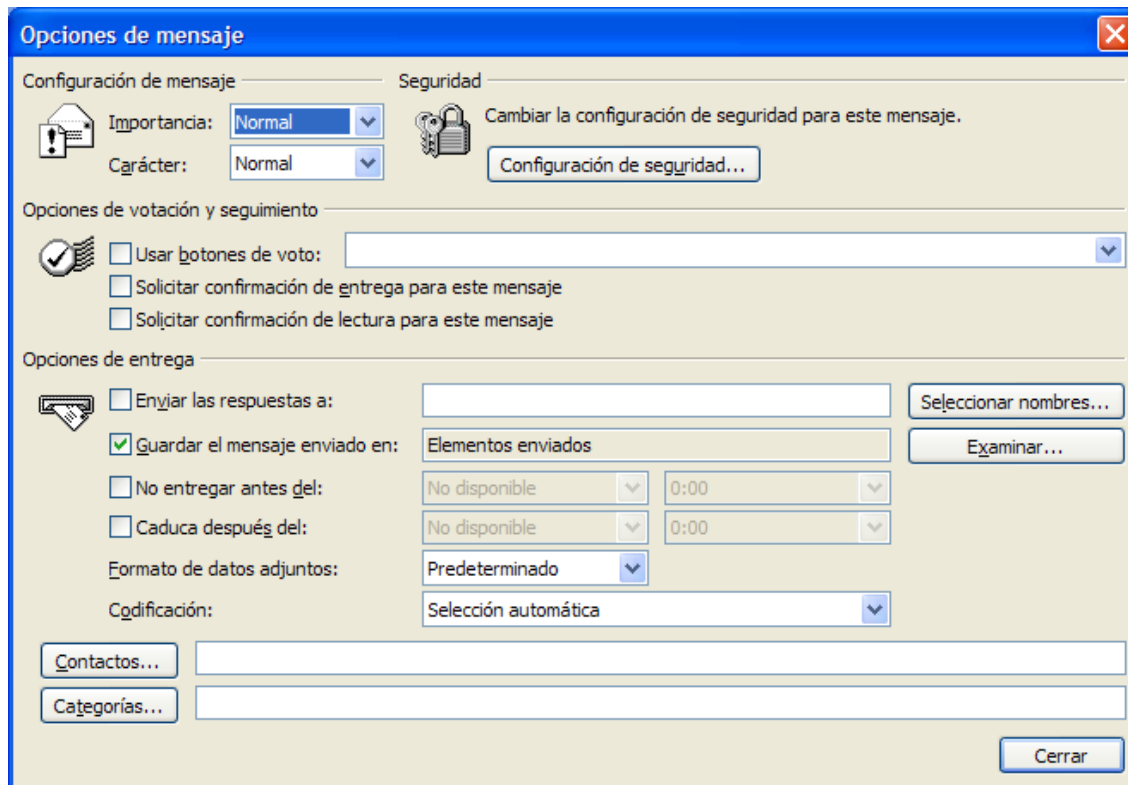 Opciones de mensaje
Configuración de mensaje
Seguridad
Importancia: Normal
Cambiar la configuración de seguridad para este mensaje.
Carácter: Normal
Configuración de seguridad...
Opciones de votación y seguimiento
Usar botones de voto:
Solicitar confirmación de entrega para este mensaje
Solicitar confirmación de lectura para este mensaje
Opciones de entrega
Enviar las respuestas a:
Seleccionar nombres...
Guardar el mensaje enviado en: Elementos enviados
Examinar...
No entregar antes del: No disponible 0:00
Caduca después del: No disponible 0:00
Formato de datos adjuntos: Predeterminado
Codificación: Selección automática
Contactos...
Categorías...
Cerrar